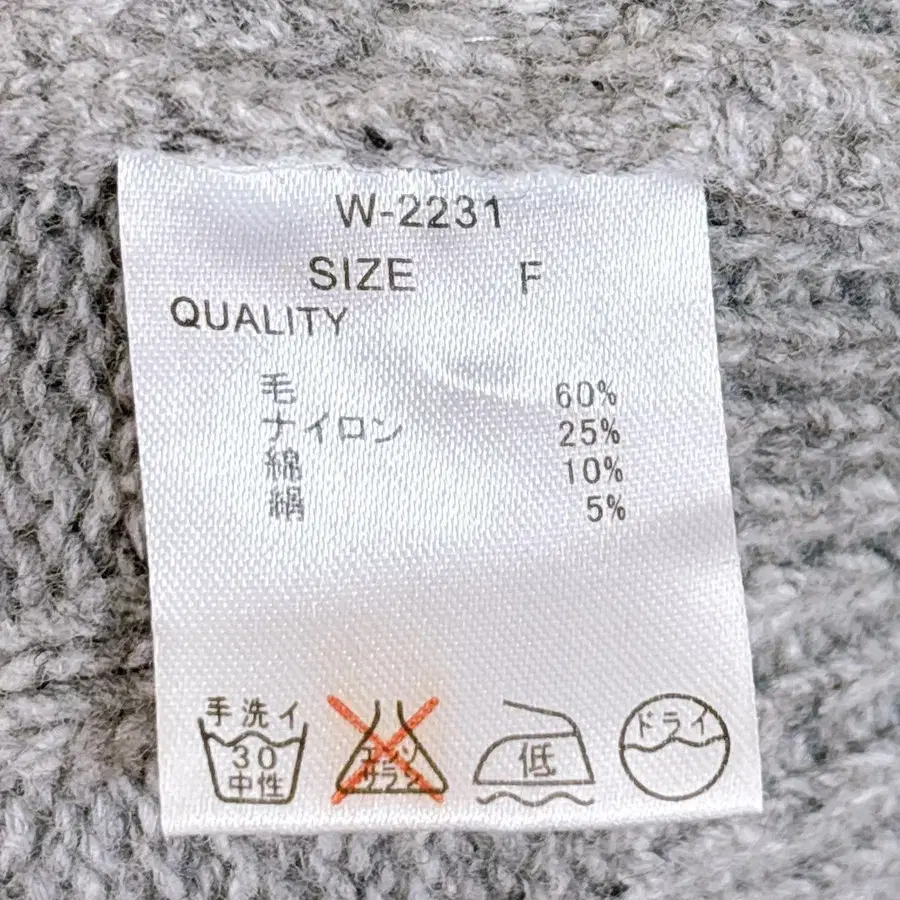 W-2231
SIZE F
QUALITY
毛 60%
ナイロン 25%
綿 10%
絹 5%
手洗イ
30
中性
エンソ
サラシ
低
ドライ